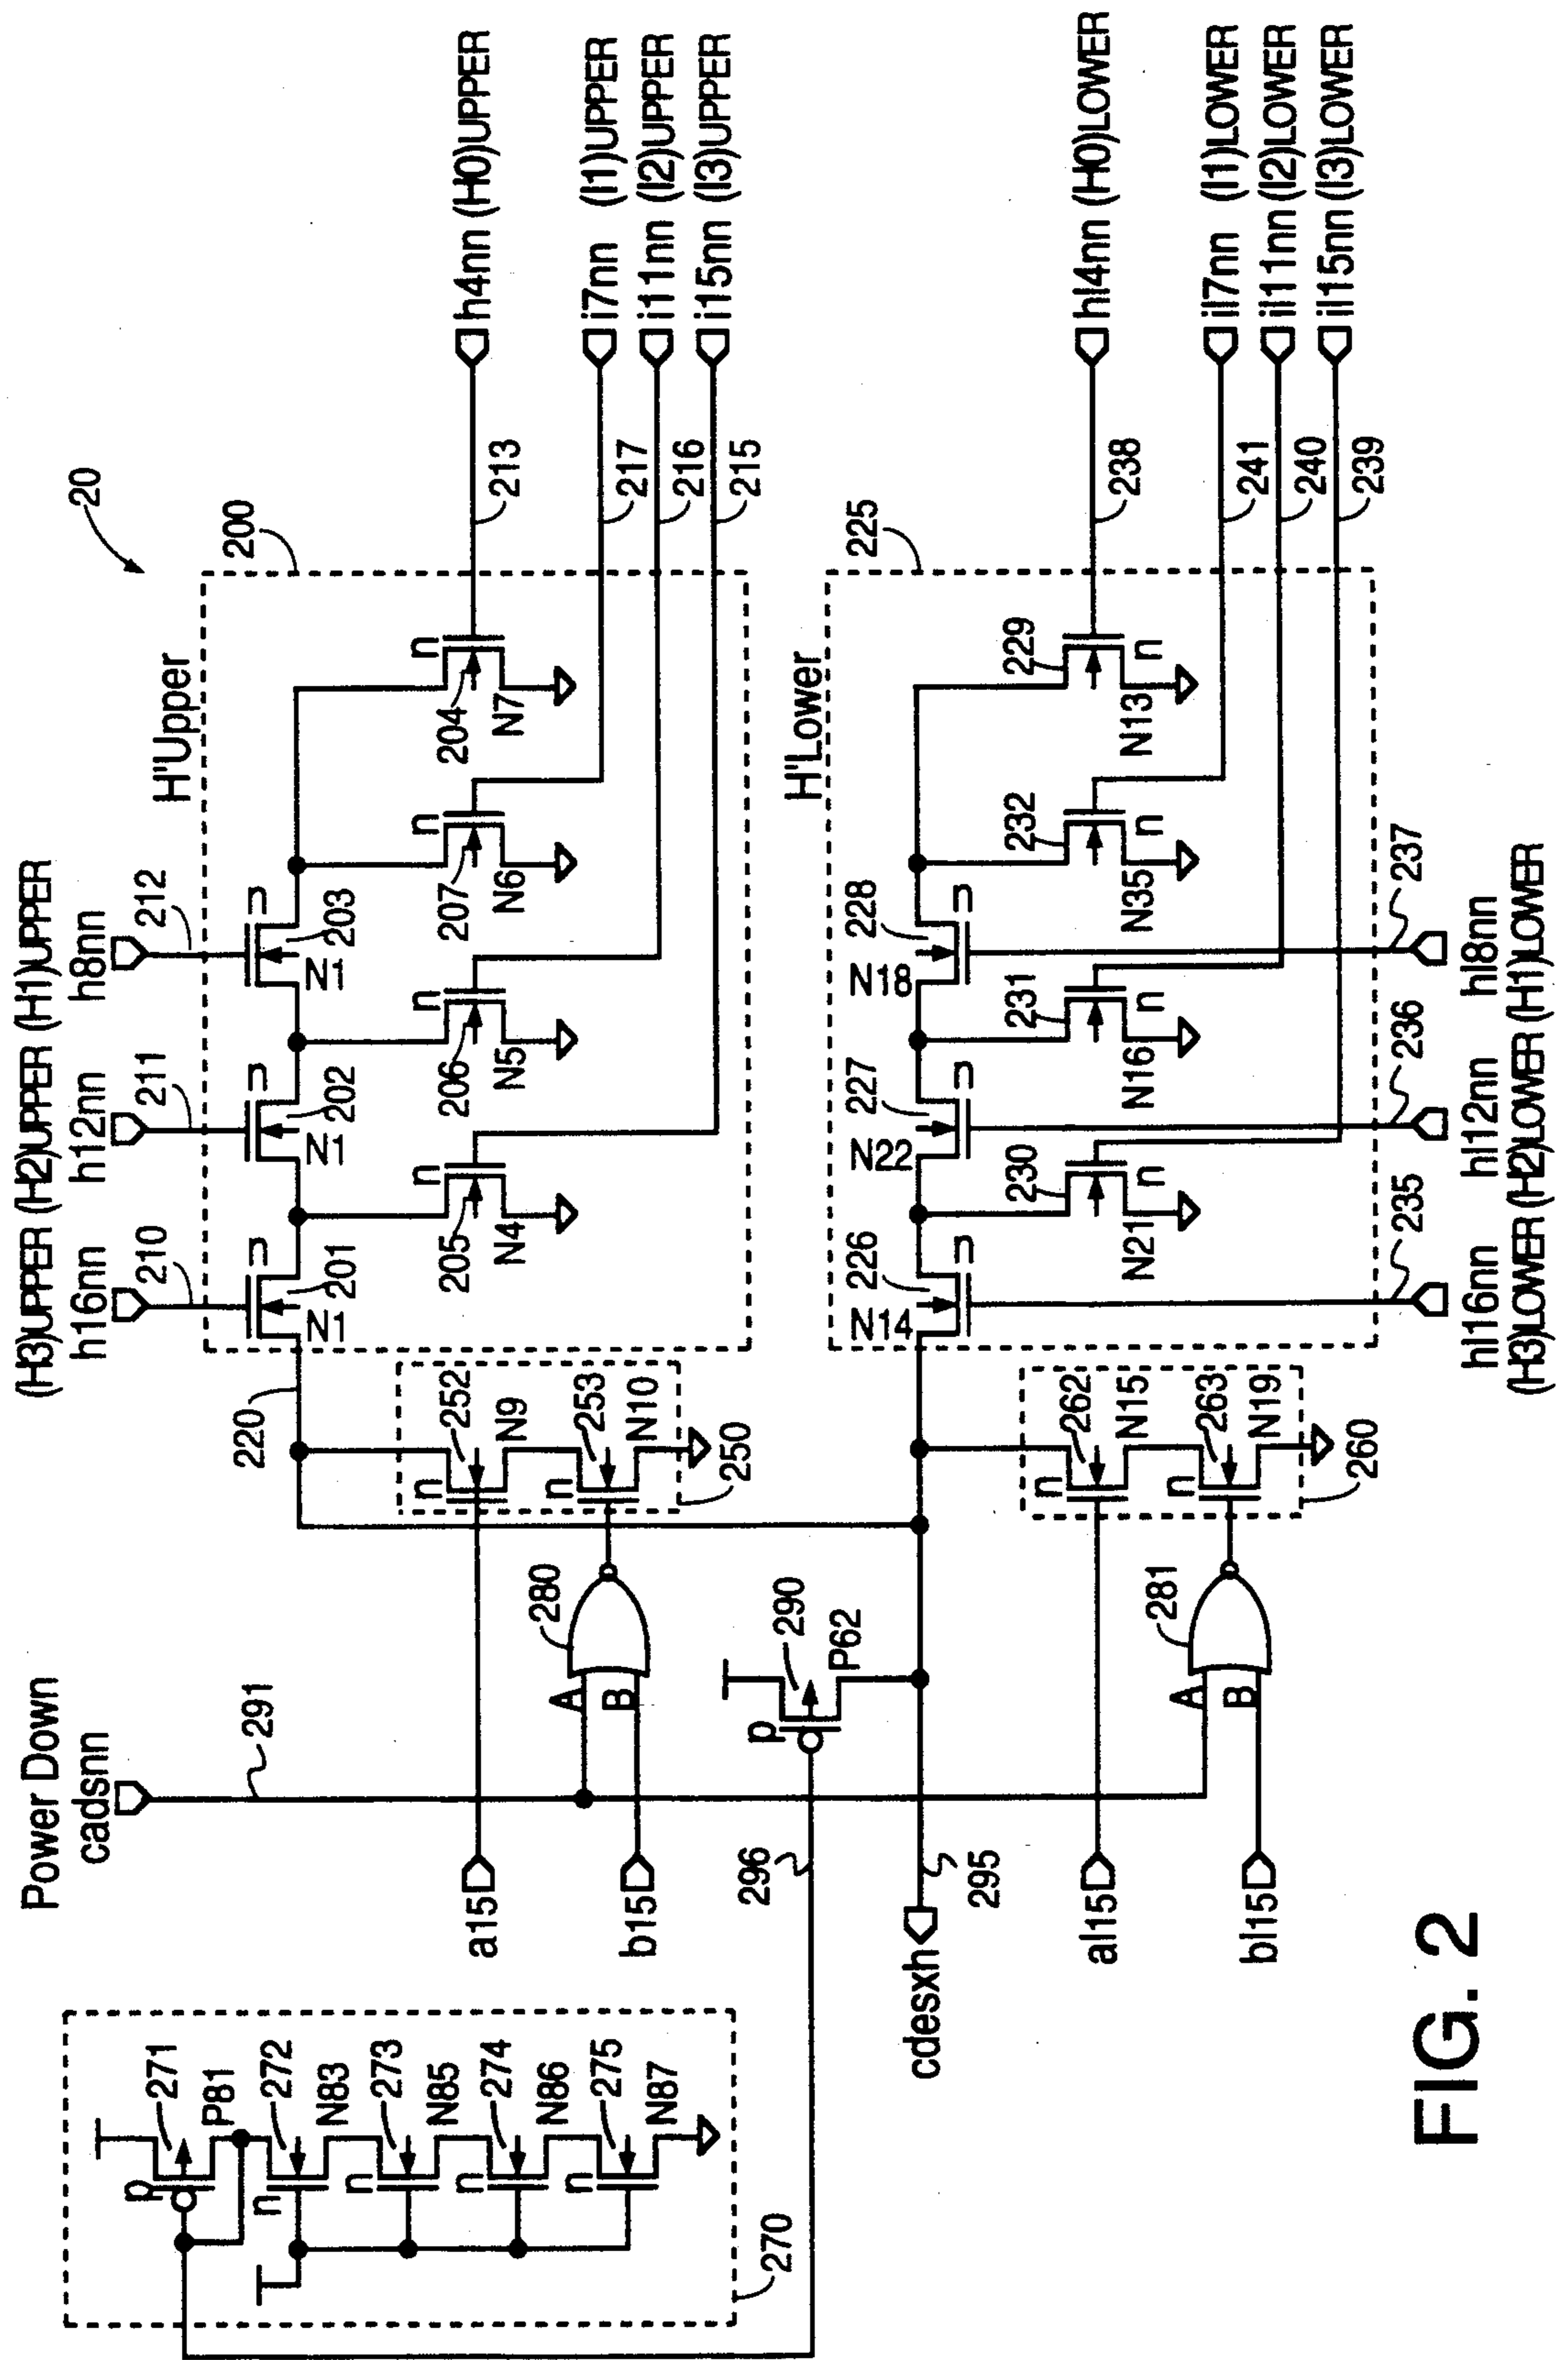 20
(H3)UPPER (H2)UPPER (H1)UPPER
h16nn
h12nn
h8nn
210
211
212
H'Upper
200
220
201
202
203
n
n
n
205
N4
n
206
N5
n
207
N6
n
204
N7
n
213
h4nn (H0)UPPER
217
i7nn (I1)UPPER
216
i11nn (I2)UPPER
215
i15nn (I3)UPPER
252
N9
n
253
N10
n
250
Power Down
cadsnn
291
a15
b15
A
B
280
270
271
P81
p
272
N83
n
273
N85
n
274
N86
n
275
N87
n
296
290
P62
p
cdesxh
295
H'Lower
225
226
N14
n
227
N22
n
228
N18
n
230
N21
n
231
N16
n
232
N35
n
229
N13
n
238
hl4nn (H0)LOWER
241
il7nn (I1)LOWER
240
il11nn (I2)LOWER
239
il15nn (I3)LOWER
262
N15
n
263
N19
n
260
al15
bl15
A
B
281
235
236
237
hl16nn
hl12nn
hl8nn
(H3)LOWER (H2)LOWER (H1)LOWER
FIG. 2